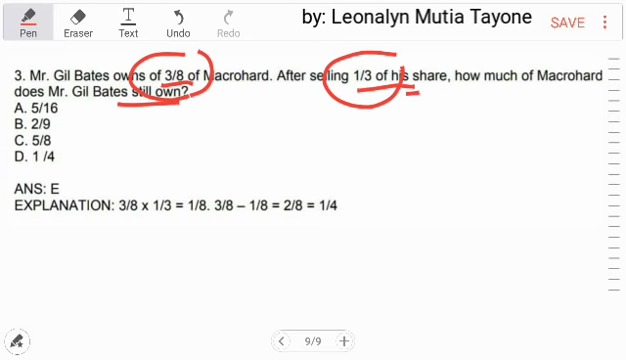 by: Leonalyn Mutia Tayone
SAVE
Pen
Eraser
Text
Undo
Redo
3. Mr. Gil Bates owns of 3/8 of Macrohard. After selling 1/3 of his share, how much of Macrohard
does Mr. Gil Bates still own?
A. 5/16
B. 2/9
C. 5/8
D. 1 /4
ANS: E
EXPLANATION: 3/8 x 1/3 = 1/8. 3/8 – 1/8 = 2/8 = 1/4
9/9